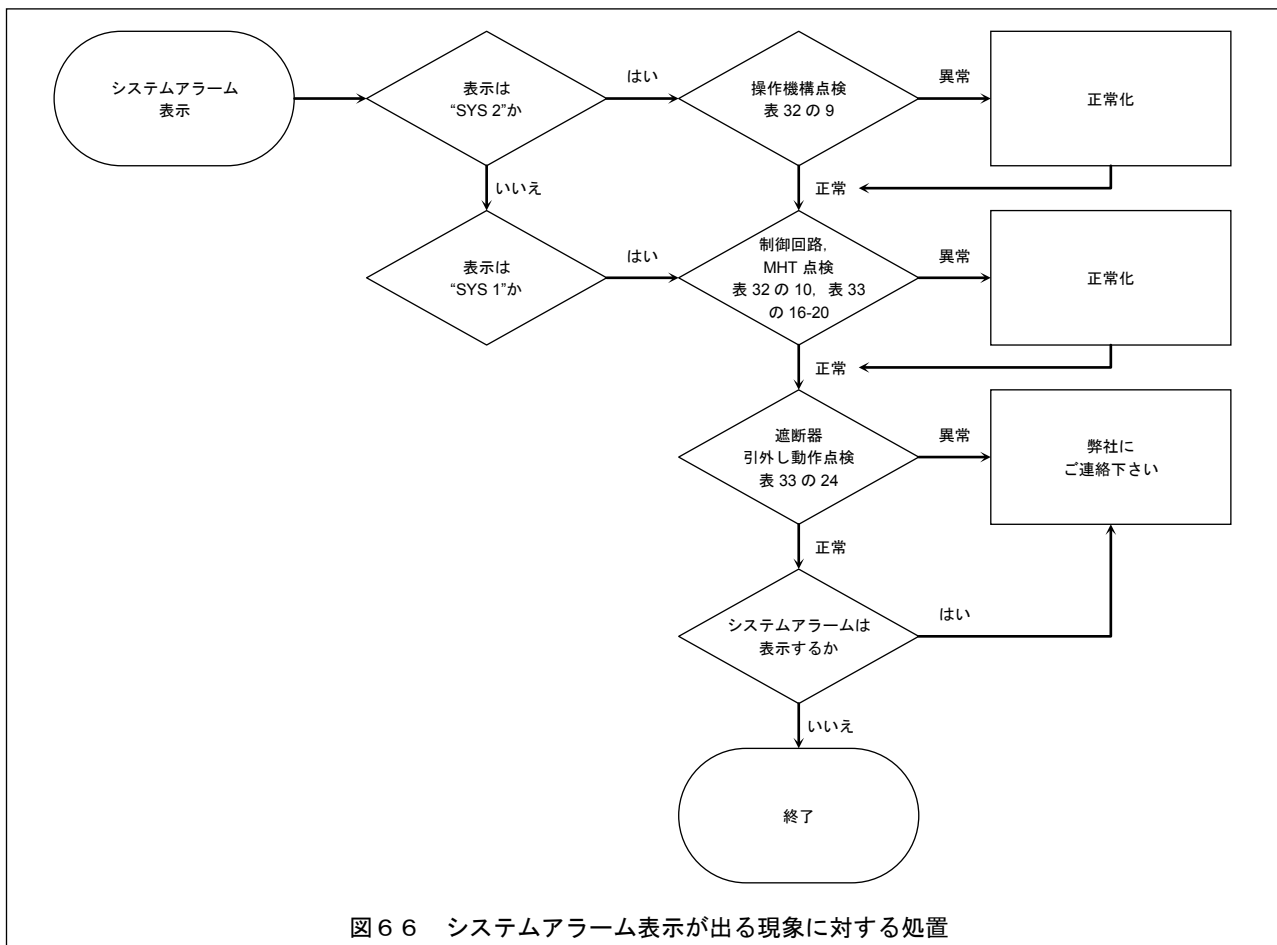 システムアラーム
表示
表示は
“SYS 2”か
はい
操作機構点検
表 32 の 9
異常
正常化
いいえ
正常
表示は
“SYS 1”か
はい
制御回路,
MHT 点検
表 32 の 10, 表 33
の 16-20
異常
正常化
正常
遮断器
引外し動作点検
表 33 の 24
異常
弊社に
ご連絡下さい
正常
システムアラームは
表示するか
はい
いいえ
終了
図66 システムアラーム表示が出る現象に対する処置